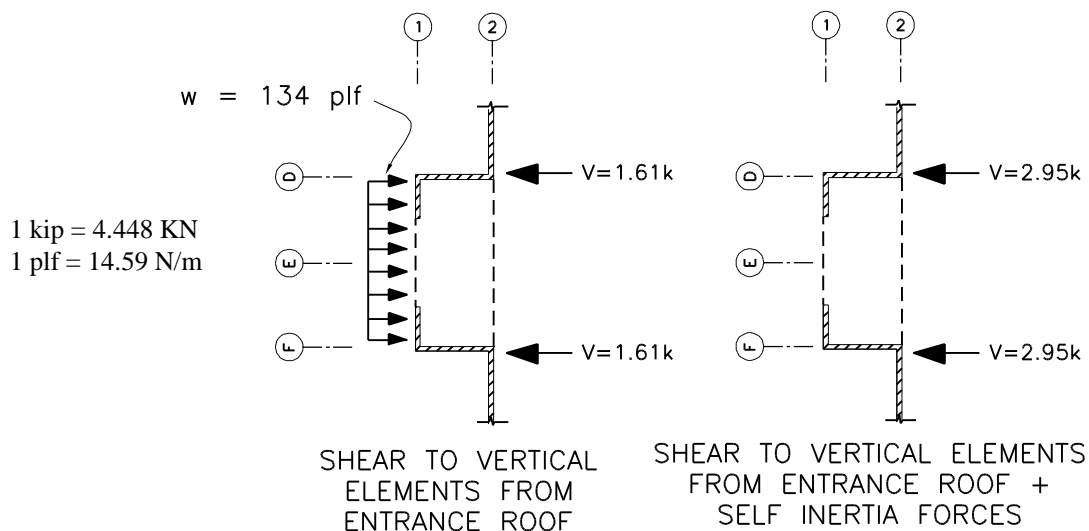 1
2
w = 134 plf
D
V=1.61k
1 kip = 4.448 KN
1 plf = 14.59 N/m
E
F
V=1.61k
SHEAR TO VERTICAL
ELEMENTS FROM
ENTRANCE ROOF
1
2
D
V=2.95k
E
F
V=2.95k
SHEAR TO VERTICAL ELEMENTS
FROM ENTRANCE ROOF +
SELF INERTIA FORCES